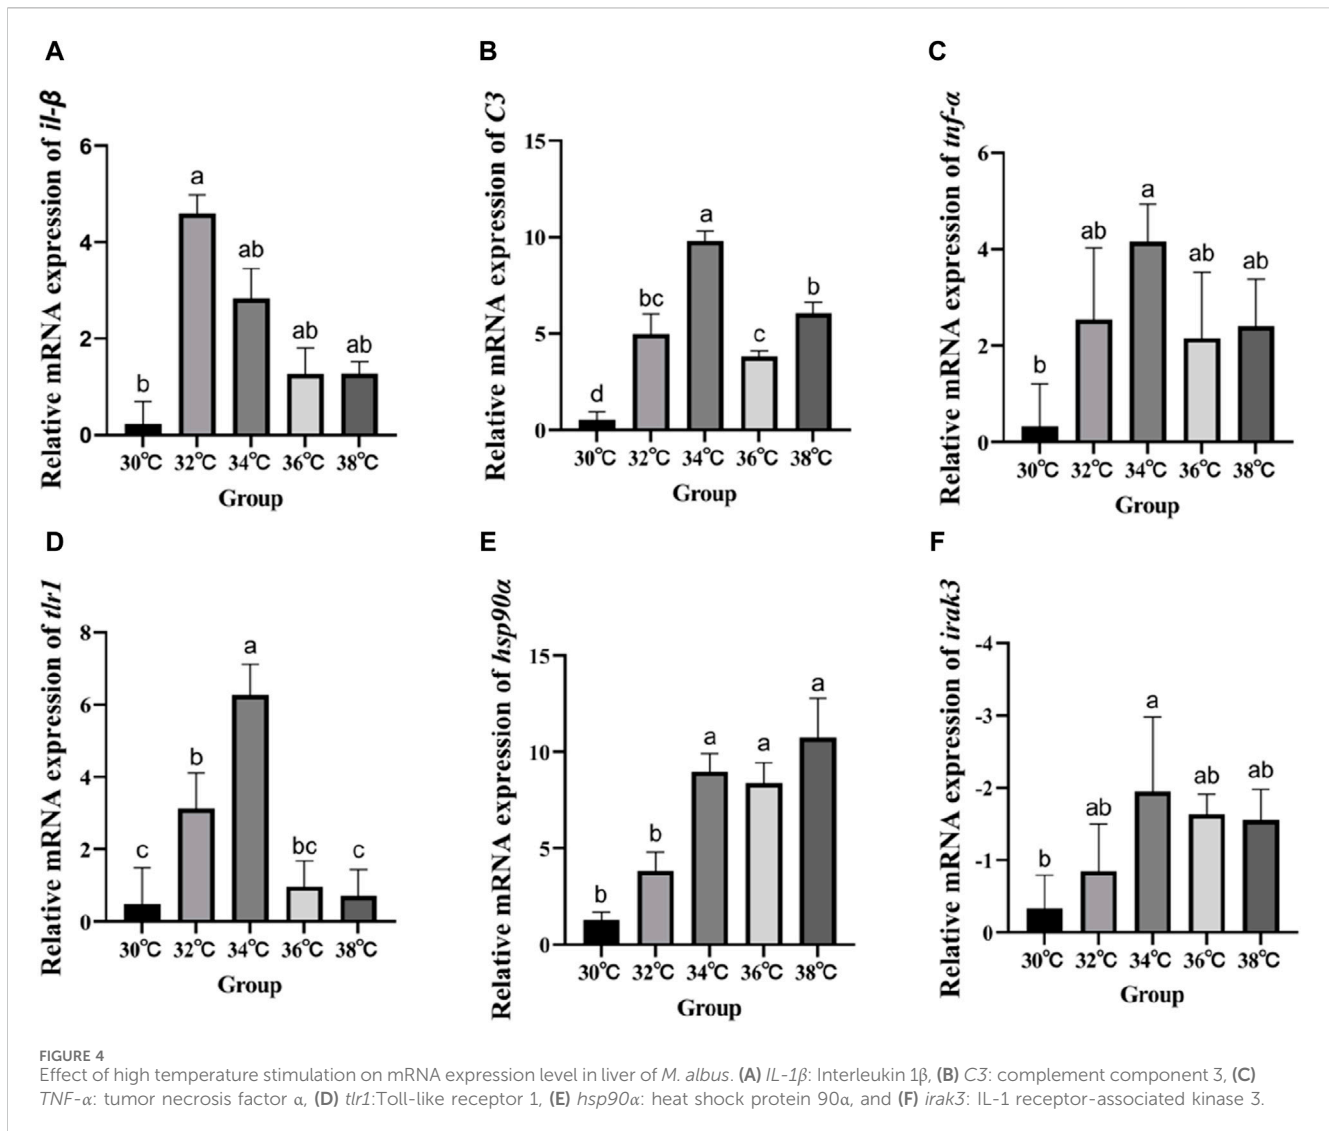 A
Relative mRNA expression of il-β
6
4
2
0
b
a
ab
ab
ab
30℃ 32℃ 34℃ 36℃ 38℃
Group
B
Relative mRNA expression of C3
15
10
5
0
d
bc
a
c
b
30℃ 32℃ 34℃ 36℃ 38℃
Group
C
Relative mRNA expression of tnf-α
6
4
2
0
b
ab
a
ab
ab
30℃ 32℃ 34℃ 36℃ 38℃
Group
D
Relative mRNA expression of tlr1
8
6
4
2
0
c
b
a
bc
c
30℃ 32℃ 34℃ 36℃ 38℃
Group
E
Relative mRNA expression of hsp90α
15
10
5
0
b
b
a
a
a
30℃ 32℃ 34℃ 36℃ 38℃
Group
F
Relative mRNA expression of irak3
-4
-3
-2
-1
0
b
ab
a
ab
ab
30℃ 32℃ 34℃ 36℃ 38℃
Group
FIGURE 4
Effect of high temperature stimulation on mRNA expression level in liver of M. albus. (A) IL-1β: Interleukin 1β, (B) C3: complement component 3, (C)
TNF-α: tumor necrosis factor α, (D) tlr1:Toll-like receptor 1, (E) hsp90α: heat shock protein 90α, and (F) irak3: IL-1 receptor-associated kinase 3.